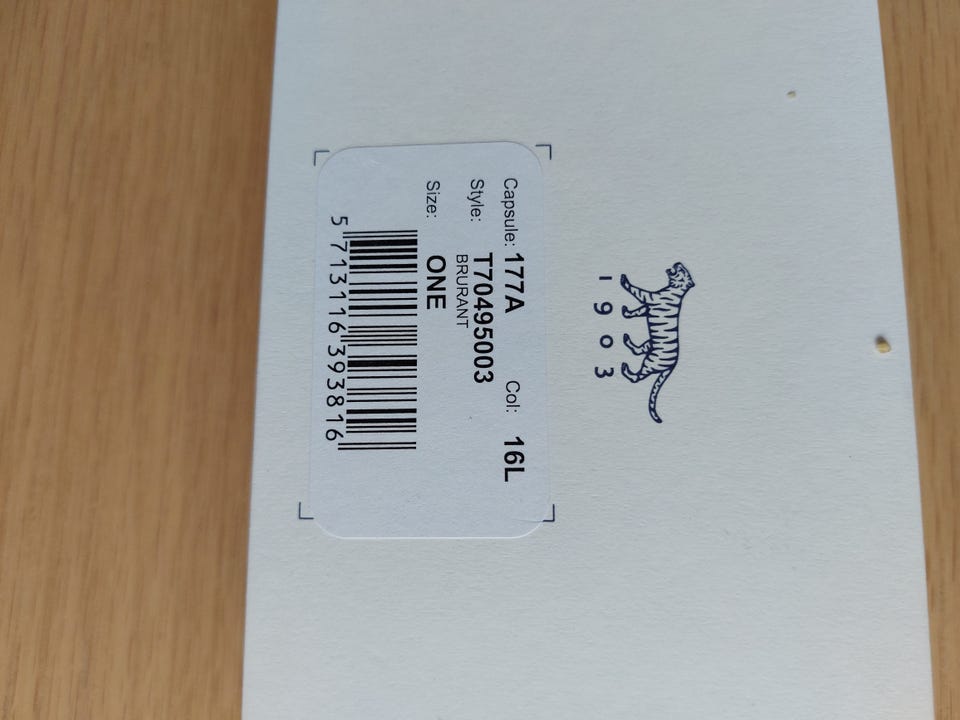 1903
Capsule: 177A Col: 16L
Style: T70495003
BRURANT
Size: ONE
5 713116 393816